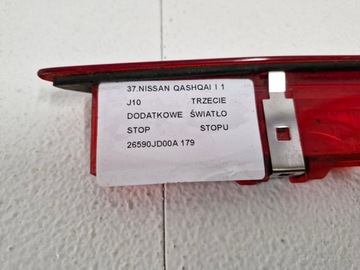 37.NISSAN QASHQAI I 1
J10 TRZECIE
DODATKOWE ŚWIATŁO
STOP STOPU
26590JD00A 179